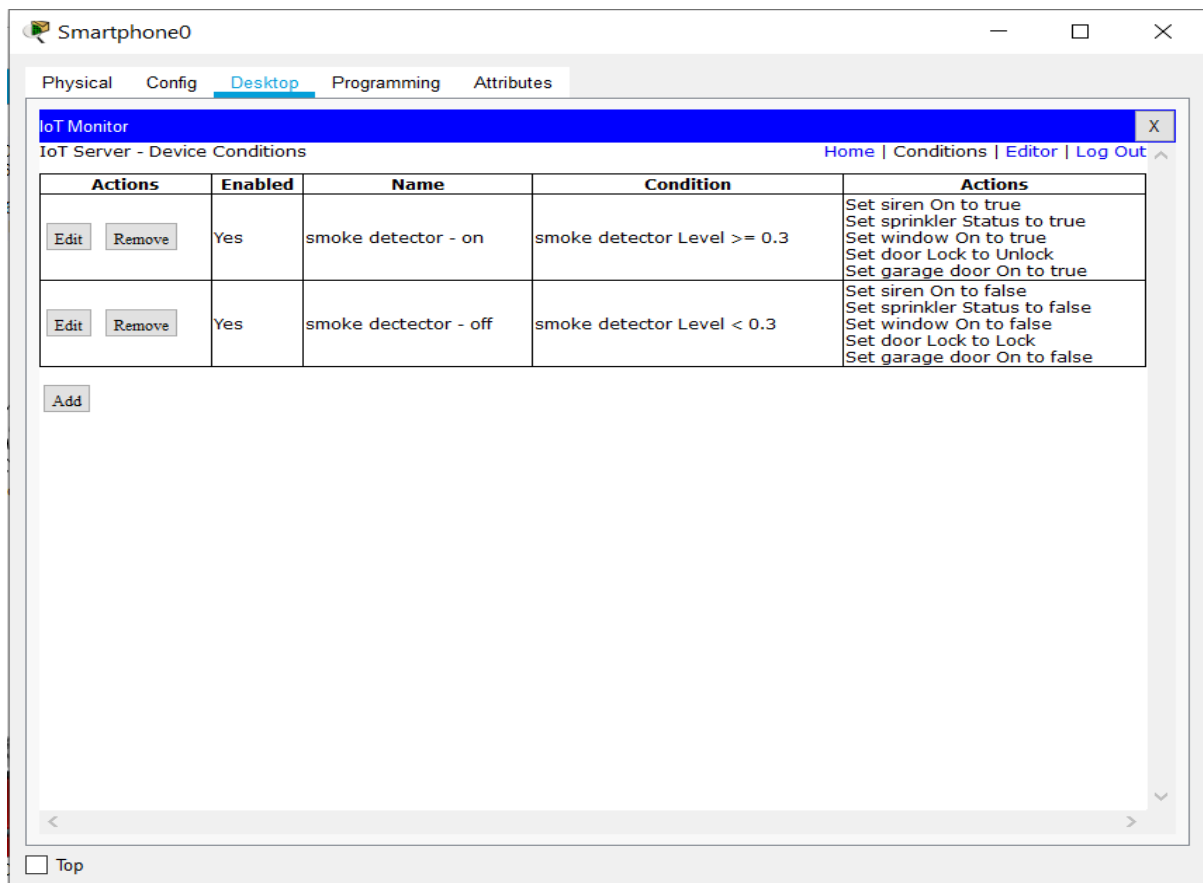 Smartphone0
Physical Config Desktop Programming Attributes
IoT Monitor X
IoT Server - Device Conditions Home | Conditions | Editor | Log Out
Actions Enabled Name Condition Actions
Edit Remove Yes smoke detector - on smoke detector Level >= 0.3
Set siren On to true
Set sprinkler Status to true
Set window On to true
Set door Lock to Unlock
Set garage door On to true
Edit Remove Yes smoke dectector - off smoke detector Level < 0.3
Set siren On to false
Set sprinkler Status to false
Set window On to false
Set door Lock to Lock
Set garage door On to false
Add
Top